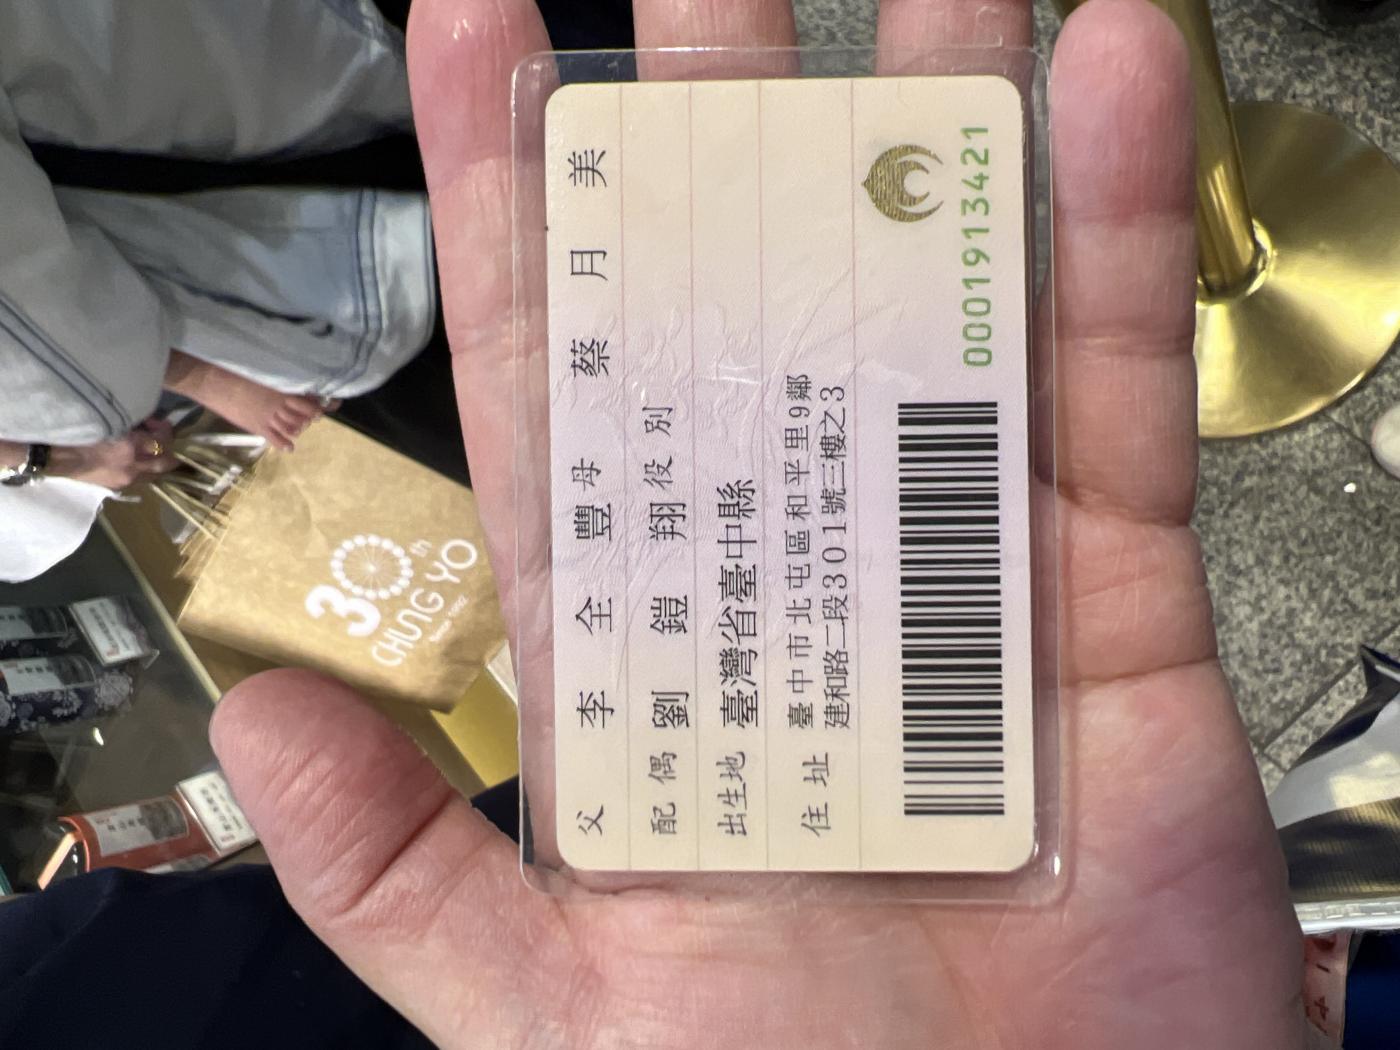 父 李全豐 母 蔡月美
配偶 劉鎧翔 役別
出生地 臺灣省臺中縣
住址 臺中市北屯區和平里9鄰
建和路二段301號三樓之3
0001913421
30th
CHUNG YO
Since 1992